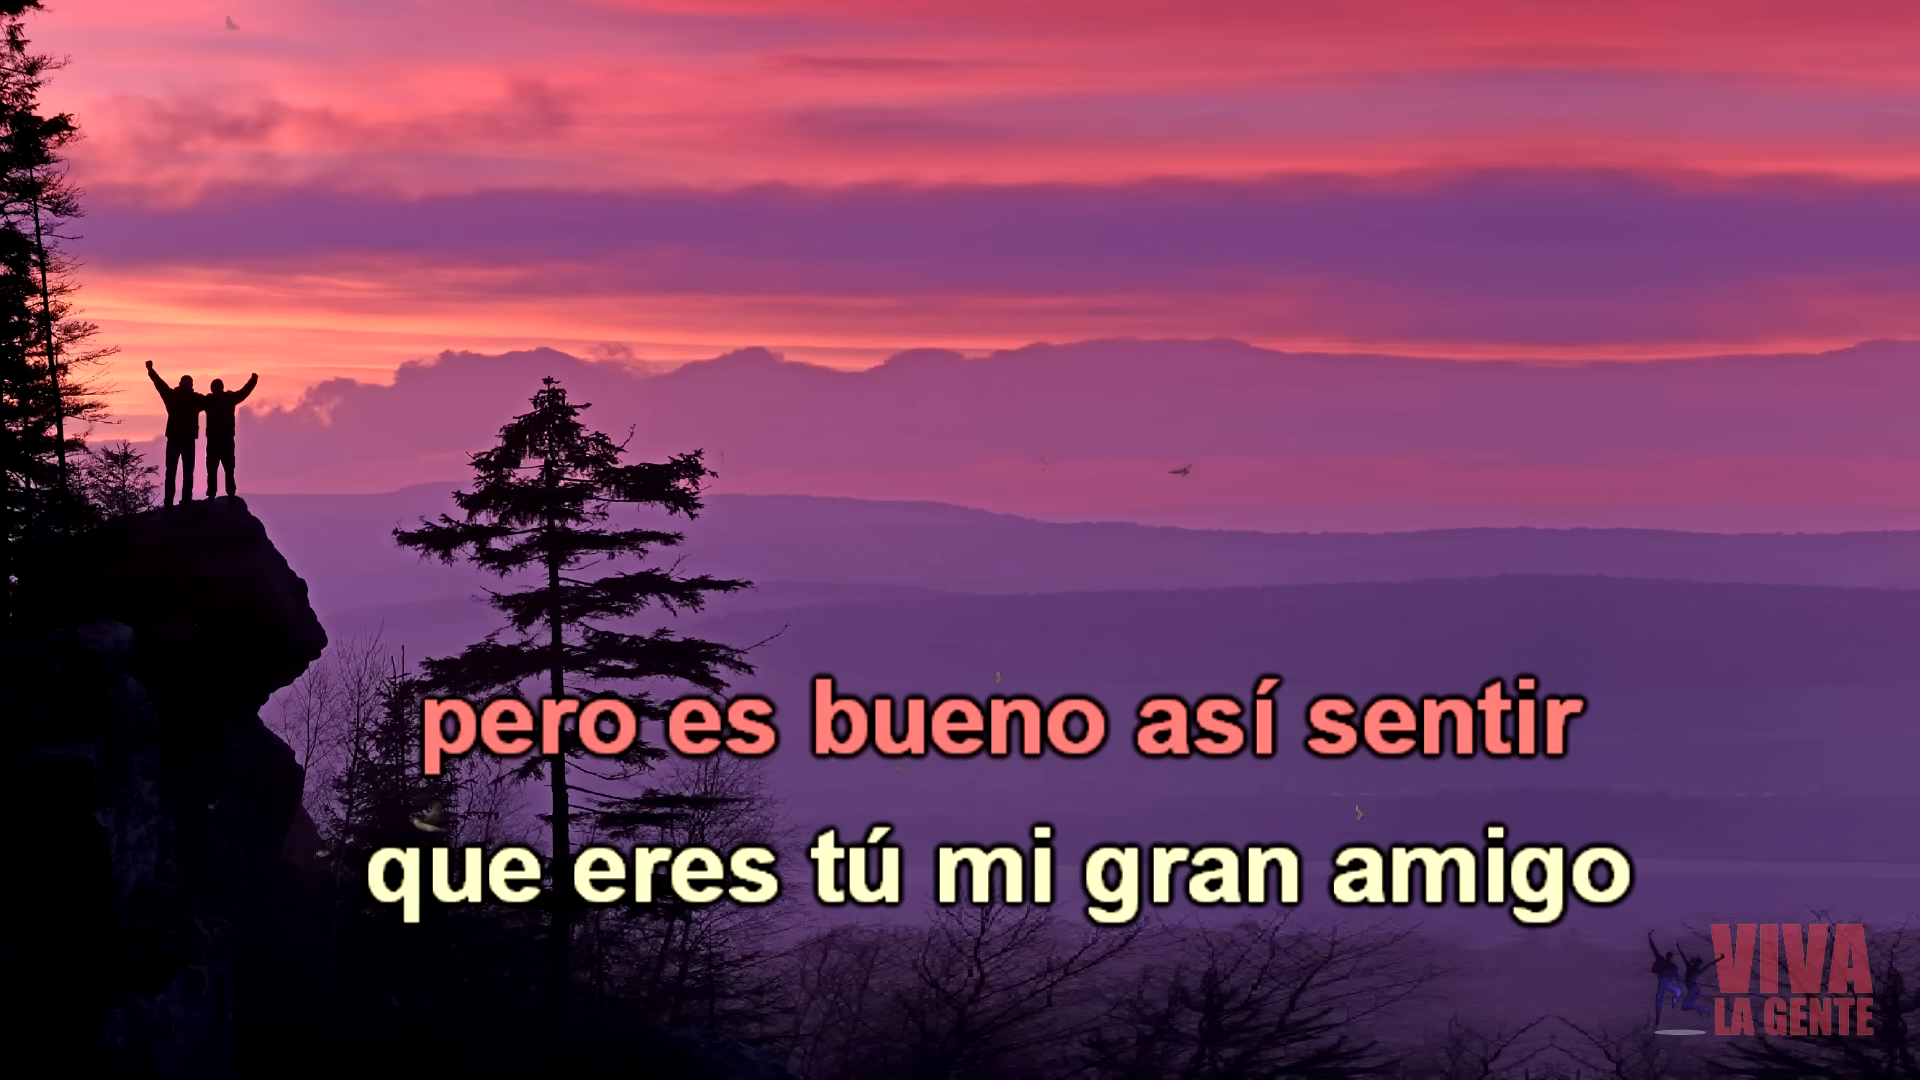 pero es bueno así sentir
que eres tú mi gran amigo
VIVA
LA GENTE